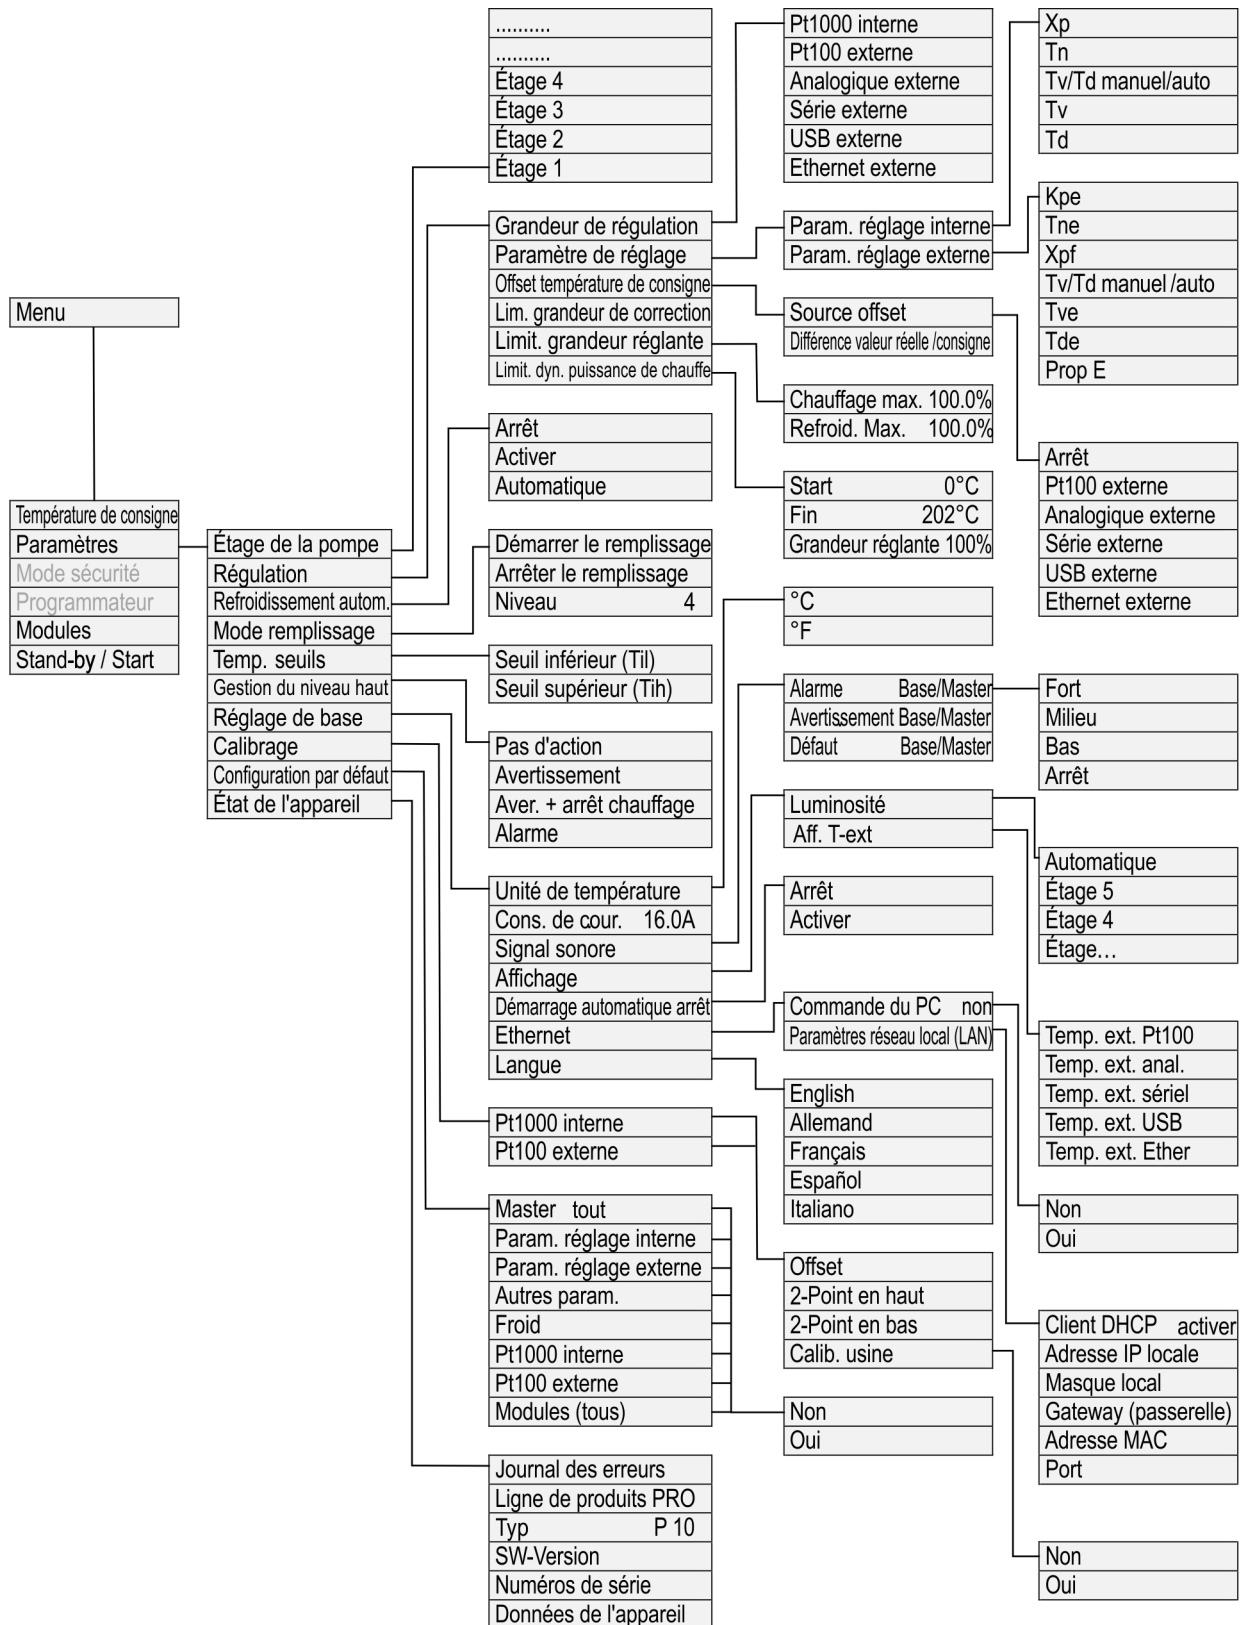 Menu
Température de consigne
Paramètres
Mode sécurité
Programmateur
Modules
Stand-by / Start
Étage de la pompe
Régulation
Refroidissement autom.
Mode remplissage
Temp. seuils
Gestion du niveau haut
Réglage de base
Calibrage
Configuration par défaut
État de l'appareil
..........
..........
Étage 4
Étage 3
Étage 2
Étage 1
Grandeur de régulation
Paramètre de réglage
Offset température de consigne
Lim. grandeur de correction
Limit. grandeur réglante
Limit. dyn. puissance de chauffe
Arrêt
Activer
Automatique
Démarrer le remplissage
Arrêter le remplissage
Niveau 4
Seuil inférieur (Til)
Seuil supérieur (Tih)
Pas d'action
Avertissement
Aver. + arrêt chauffage
Alarme
Unité de température
Cons. de cour. 16.0A
Signal sonore
Affichage
Démarrage automatique arrêt
Ethernet
Langue
Pt1000 interne
Pt100 externe
Master tout
Param. réglage interne
Param. réglage externe
Autres param.
Froid
Pt1000 interne
Pt100 externe
Modules (tous)
Journal des erreurs
Ligne de produits PRO
Typ P 10
SW-Version
Numéros de série
Données de l'appareil
Pt1000 interne
Pt100 externe
Analogique externe
Série externe
USB externe
Ethernet externe
Param. réglage interne
Param. réglage externe
Source offset
Différence valeur réelle /consigne
Chauffage max. 100.0%
Refroid. Max. 100.0%
Start 0°C
Fin 202°C
Grandeur réglante 100%
°C
°F
Alarme Base/Master
Avertissement Base/Master
Défaut Base/Master
Luminosité
Aff. T-ext
Arrêt
Activer
Commande du PC non
Paramètres réseau local (LAN)
English
Allemand
Français
Español
Italiano
Offset
2-Point en haut
2-Point en bas
Calib. usine
Non
Oui
Xp
Tn
Tv/Td manuel/auto
Tv
Td
Kpe
Tne
Xpf
Tv/Td manuel /auto
Tve
Tde
Prop E
Arrêt
Pt100 externe
Analogique externe
Série externe
USB externe
Ethernet externe
Fort
Milieu
Bas
Arrêt
Automatique
Étage 5
Étage 4
Étage...
Temp. ext. Pt100
Temp. ext. anal.
Temp. ext. sériel
Temp. ext. USB
Temp. ext. Ether
Non
Oui
Client DHCP activer
Adresse IP locale
Masque local
Gateway (passerelle)
Adresse MAC
Port
Non
Oui